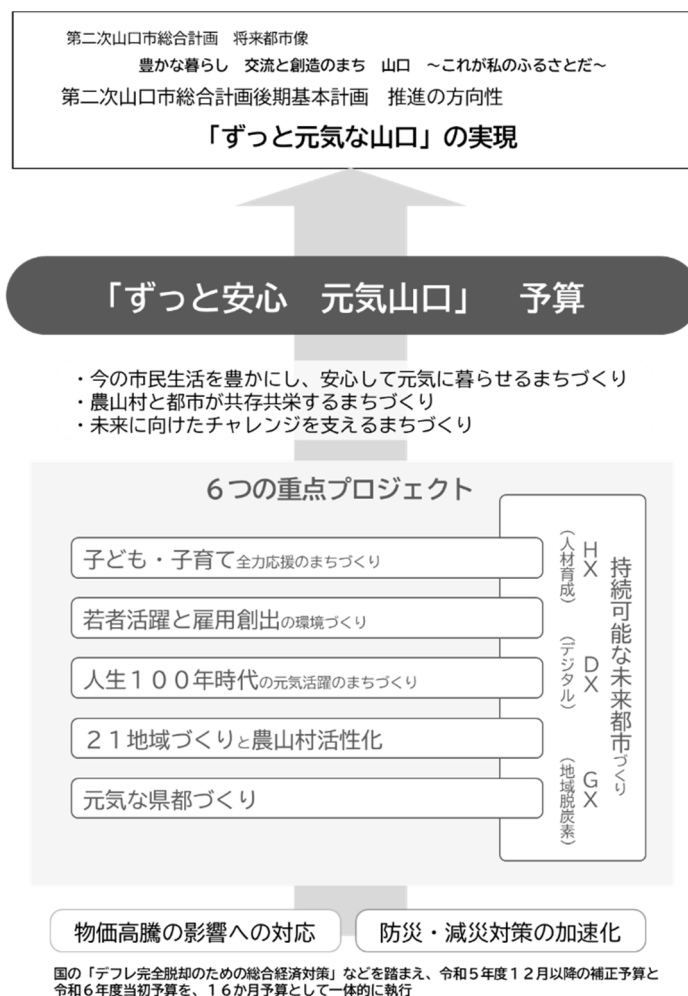 第二次山口市総合計画　将来都市像
豊かな暮らし　交流と創造のまち　山口　～これが私のふるさとだ～
第二次山口市総合計画後期基本計画　推進の方向性
「ずっと元気な山口」の実現
「ずっと安心　元気山口」　予算
・今の市民生活を豊かにし、安心して元気に暮らせるまちづくり
・農山村と都市が共存共栄するまちづくり
・未来に向けたチャレンジを支えるまちづくり
６つの重点プロジェクト
子ども・子育て全力応援のまちづくり
若者活躍と雇用創出の環境づくり
人生１００年時代の元気活躍のまちづくり
２１地域づくりと農山村活性化
元気な県都づくり
持続可能な未来都市づくり
HX
（人材育成）
DX
（デジタル）
GX
（地域脱炭素）
物価高騰の影響への対応
防災・減災対策の加速化
国の「デフレ完全脱却のための総合経済対策」などを踏まえ、令和５年度１２月以降の補正予算と
令和６年度当初予算を、１６か月予算として一体的に執行